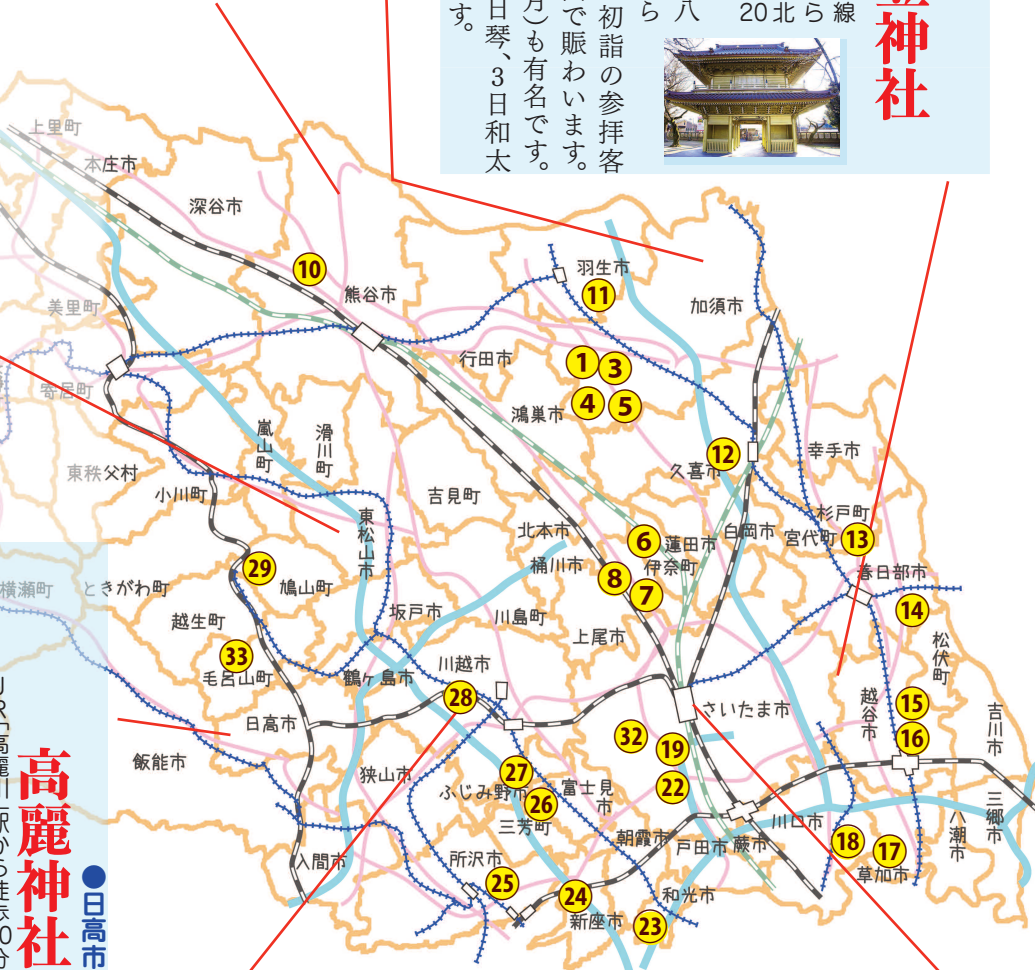 神社
線
ら
北
20
八
ら
初詣の参拝客
で賑わいます。
月)も有名です。
日琴、3日和太
す。
上里町
本庄市
深谷市
10
熊谷市
羽生市
11
加須市
美里町
行田市
1
3
寄居町
4
5
鴻巣市
嵐山町
滑川町
12
久喜市
幸手市
東秩父村
小川町
吉見町
東松山市
北本市
6
蓮田市
白岡市
宮代町
杉戸町
13
横瀬町
ときがわ町
29
鳩山町
桶川市
8
伊奈町
7
春日部市
14
越生町
坂戸市
川島町
上尾市
松伏町
33
毛呂山町
鶴ヶ島市
川越市
28
さいたま市
越谷市
15
16
吉川市
日高市
飯能市
狭山市
32
19
27
ふじみ野市
26
富士見市
22
三芳町
朝霞市
戸田市
蕨市
川口市
18
17
草加市
八潮市
三郷市
入間市
所沢市
25
24
新座市
和光市
23
●日高市
高麗神社
JR「高麗川」駅から徒歩